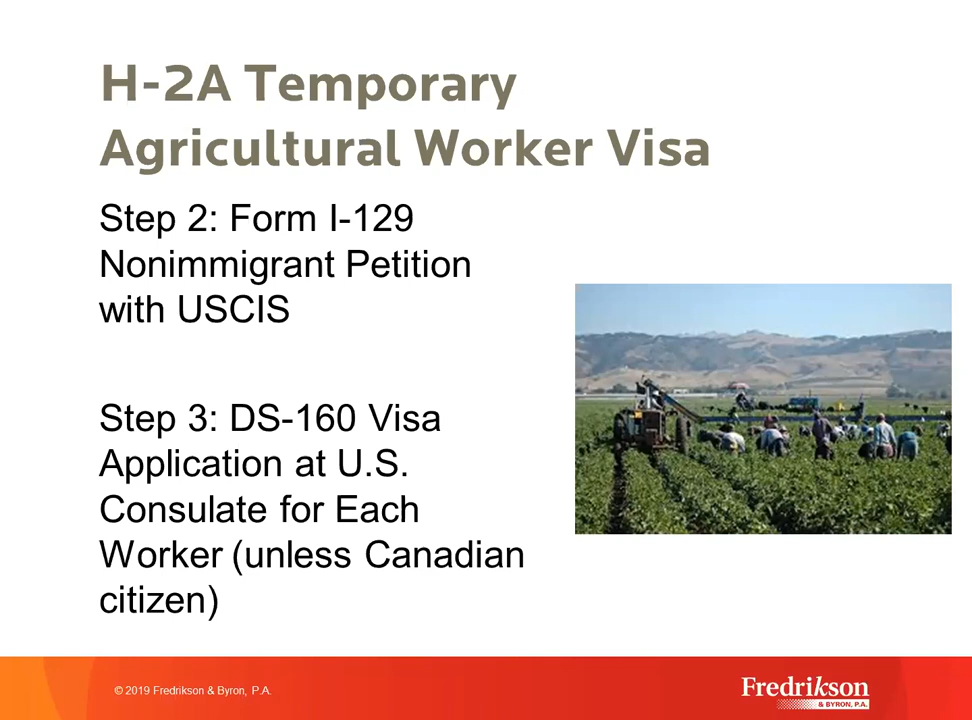 H-2A Temporary
Agricultural Worker Visa
Step 2: Form I-129
Nonimmigrant Petition
with USCIS
Step 3: DS-160 Visa
Application at U.S.
Consulate for Each
Worker (unless Canadian
citizen)
© 2019 Fredrikson & Byron, P.A.
Fredrikson
& BYRON, P.A.